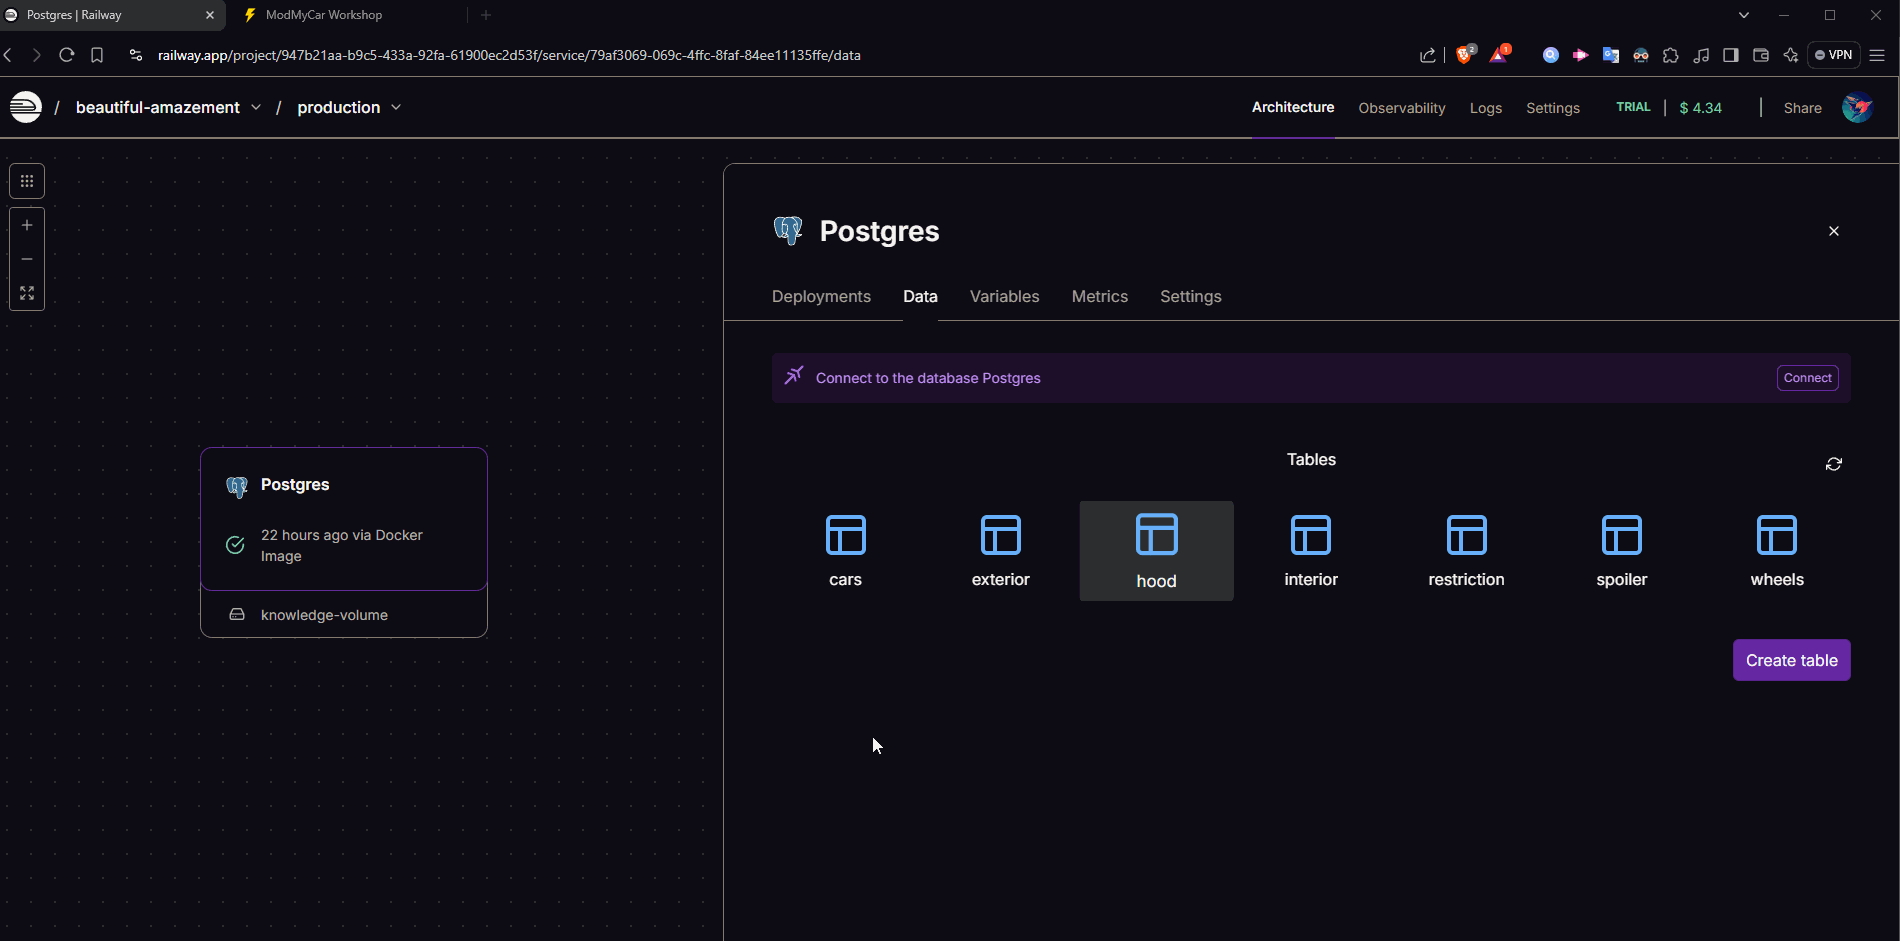 Postgres | Railway
ModMyCar Workshop
railway.app/project/947b21aa-b9c5-433a-92fa-61900ec2d53f/service/79af3069-069c-4ffc-8faf-84ee11135ffe/data
2
1
VPN
/ beautiful-amazement / production
Architecture Observability Logs Settings TRIAL | $ 4.34 Share
Postgres
Deployments Data Variables Metrics Settings
Connect to the database Postgres Connect
Tables
cars exterior hood interior restriction spoiler wheels
Create table
Postgres
22 hours ago via Docker
Image
knowledge-volume